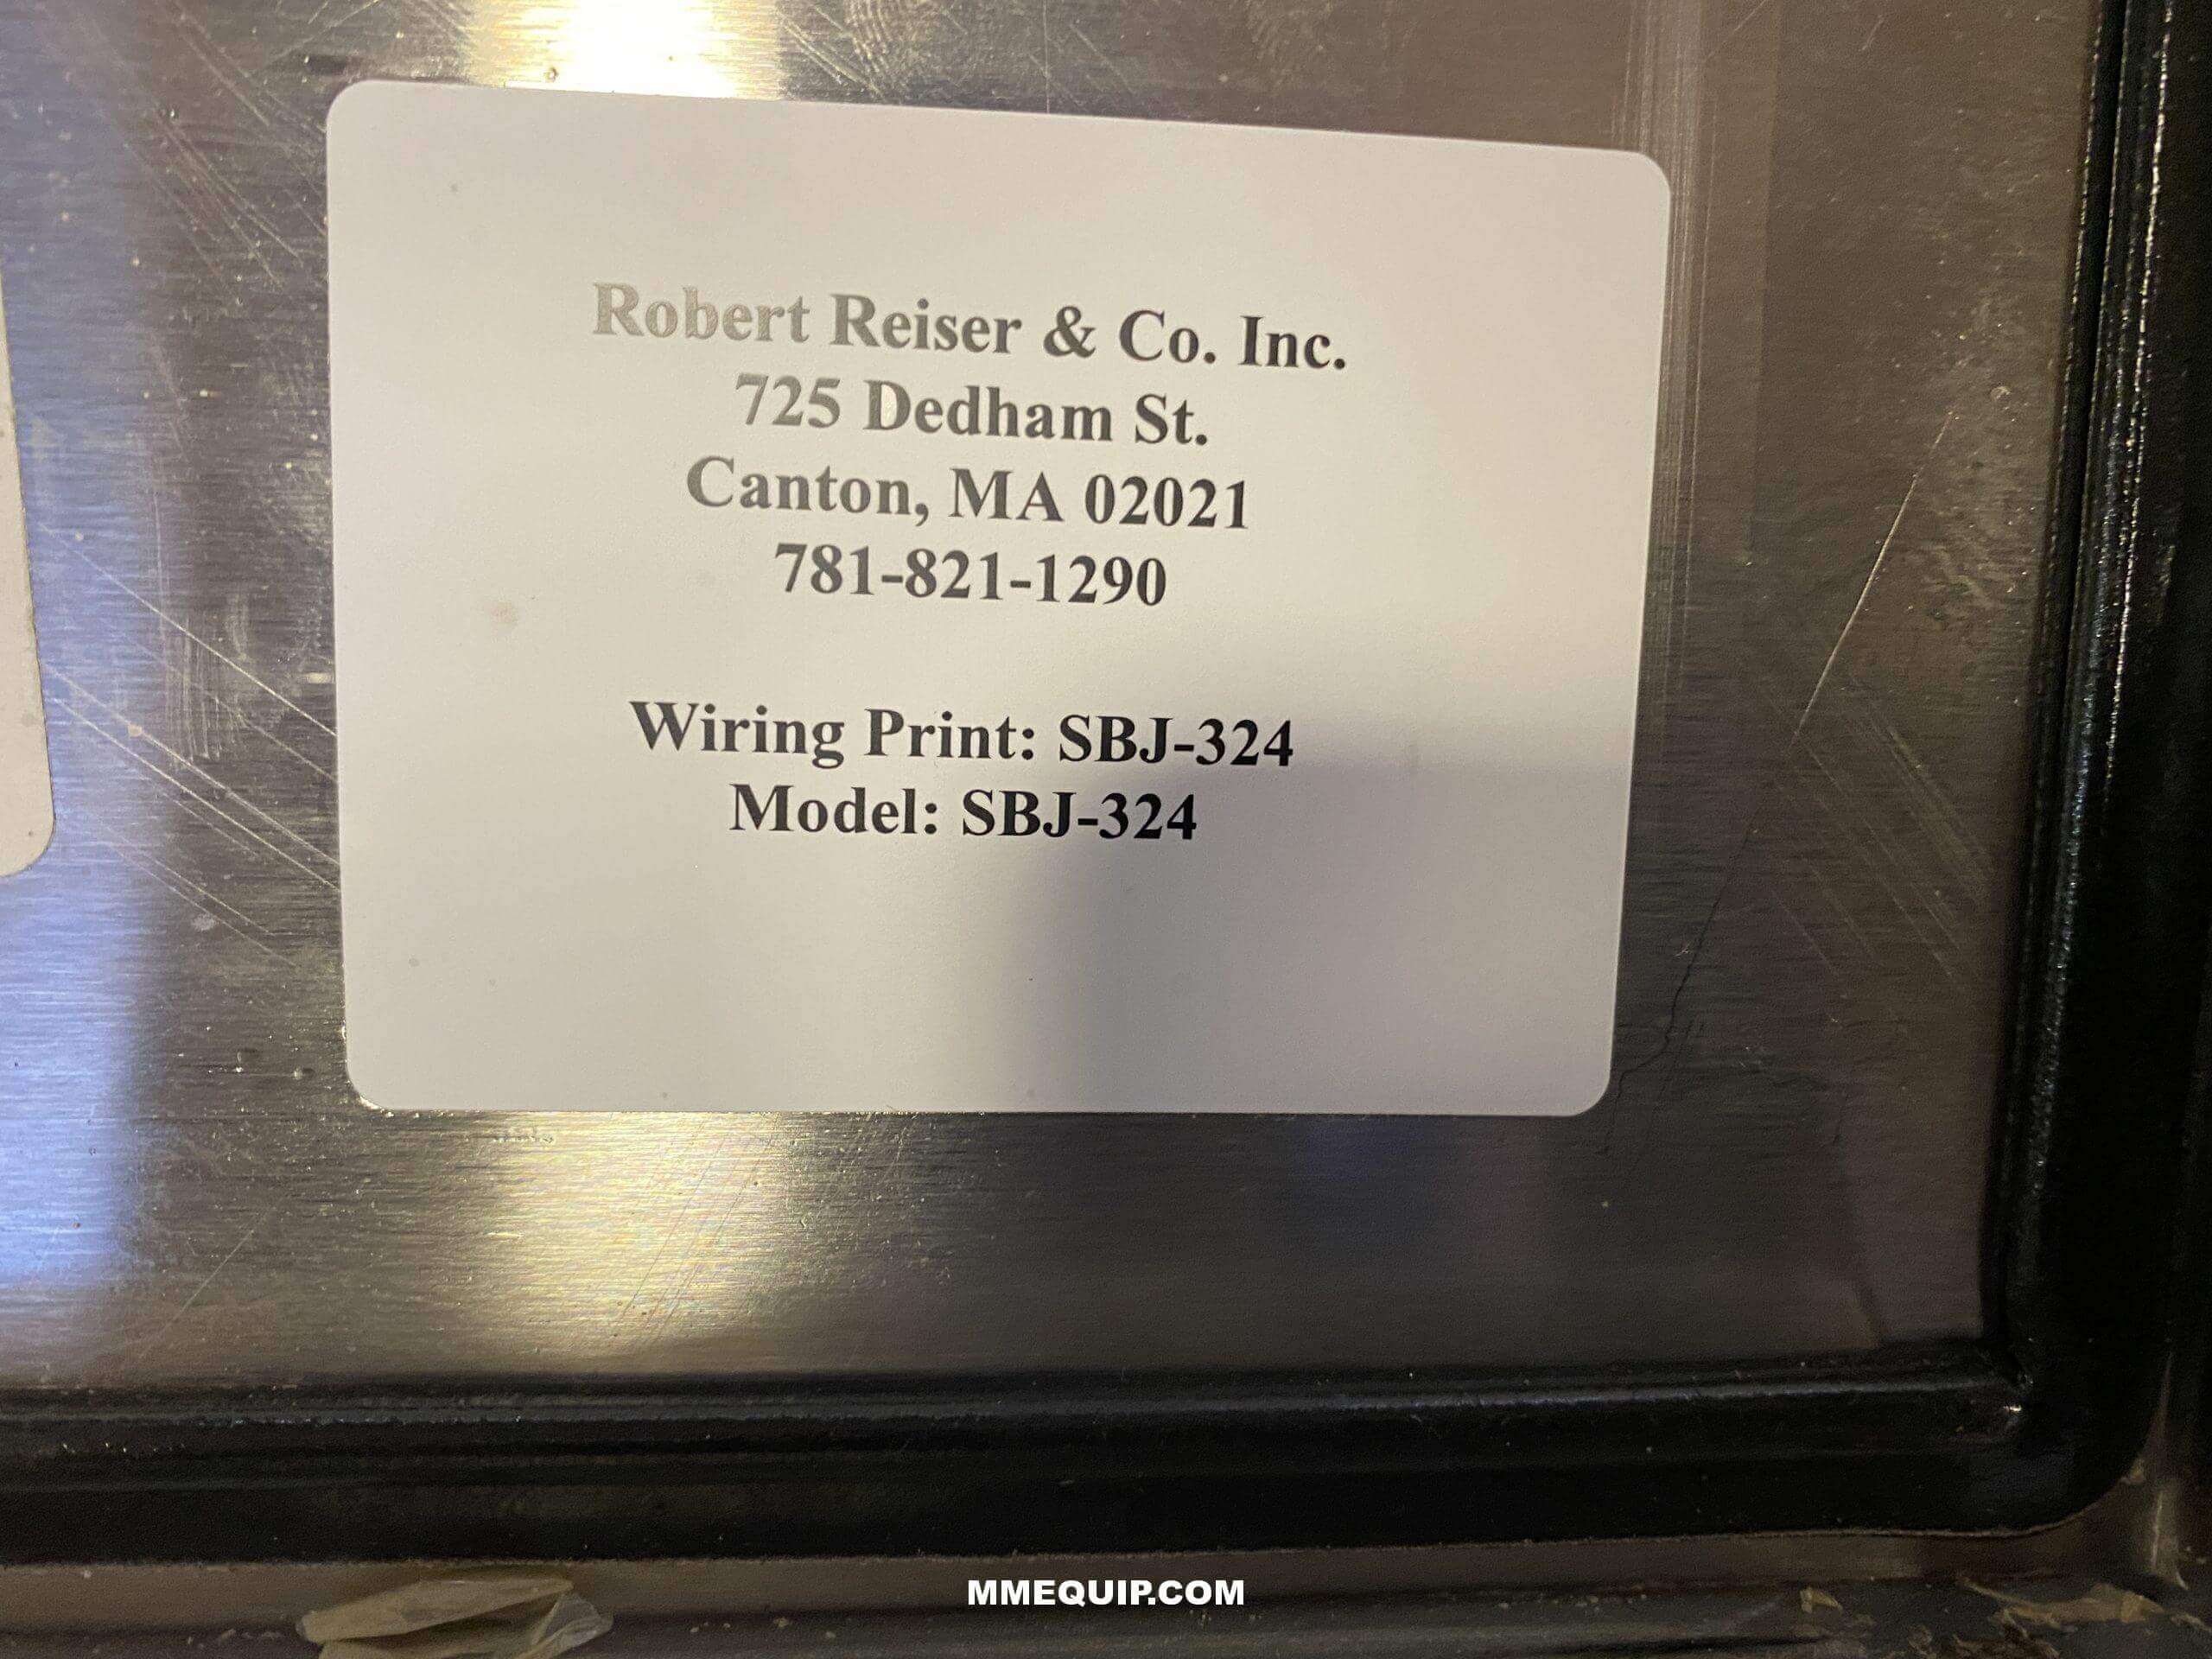 Robert Reiser & Co. Inc.
725 Dedham St.
Canton, MA 02021
781-821-1290
Wiring Print: SBJ-324
Model: SBJ-324
MMEQUIP.COM